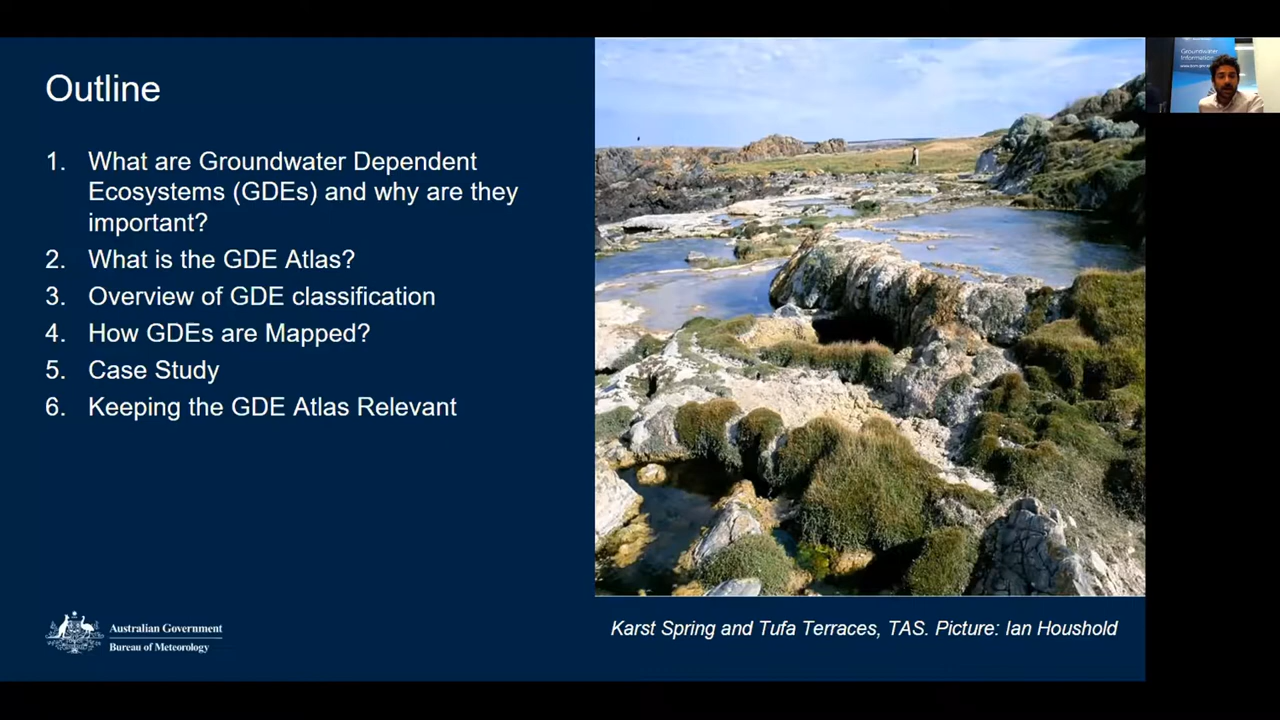 Outline
1. What are Groundwater Dependent
Ecosystems (GDEs) and why are they
important?
2. What is the GDE Atlas?
3. Overview of GDE classification
4. How GDEs are Mapped?
5. Case Study
6. Keeping the GDE Atlas Relevant
Australian Government
Bureau of Meteorology
Karst Spring and Tufa Terraces, TAS. Picture: Ian Houshold
Groundwater
Information